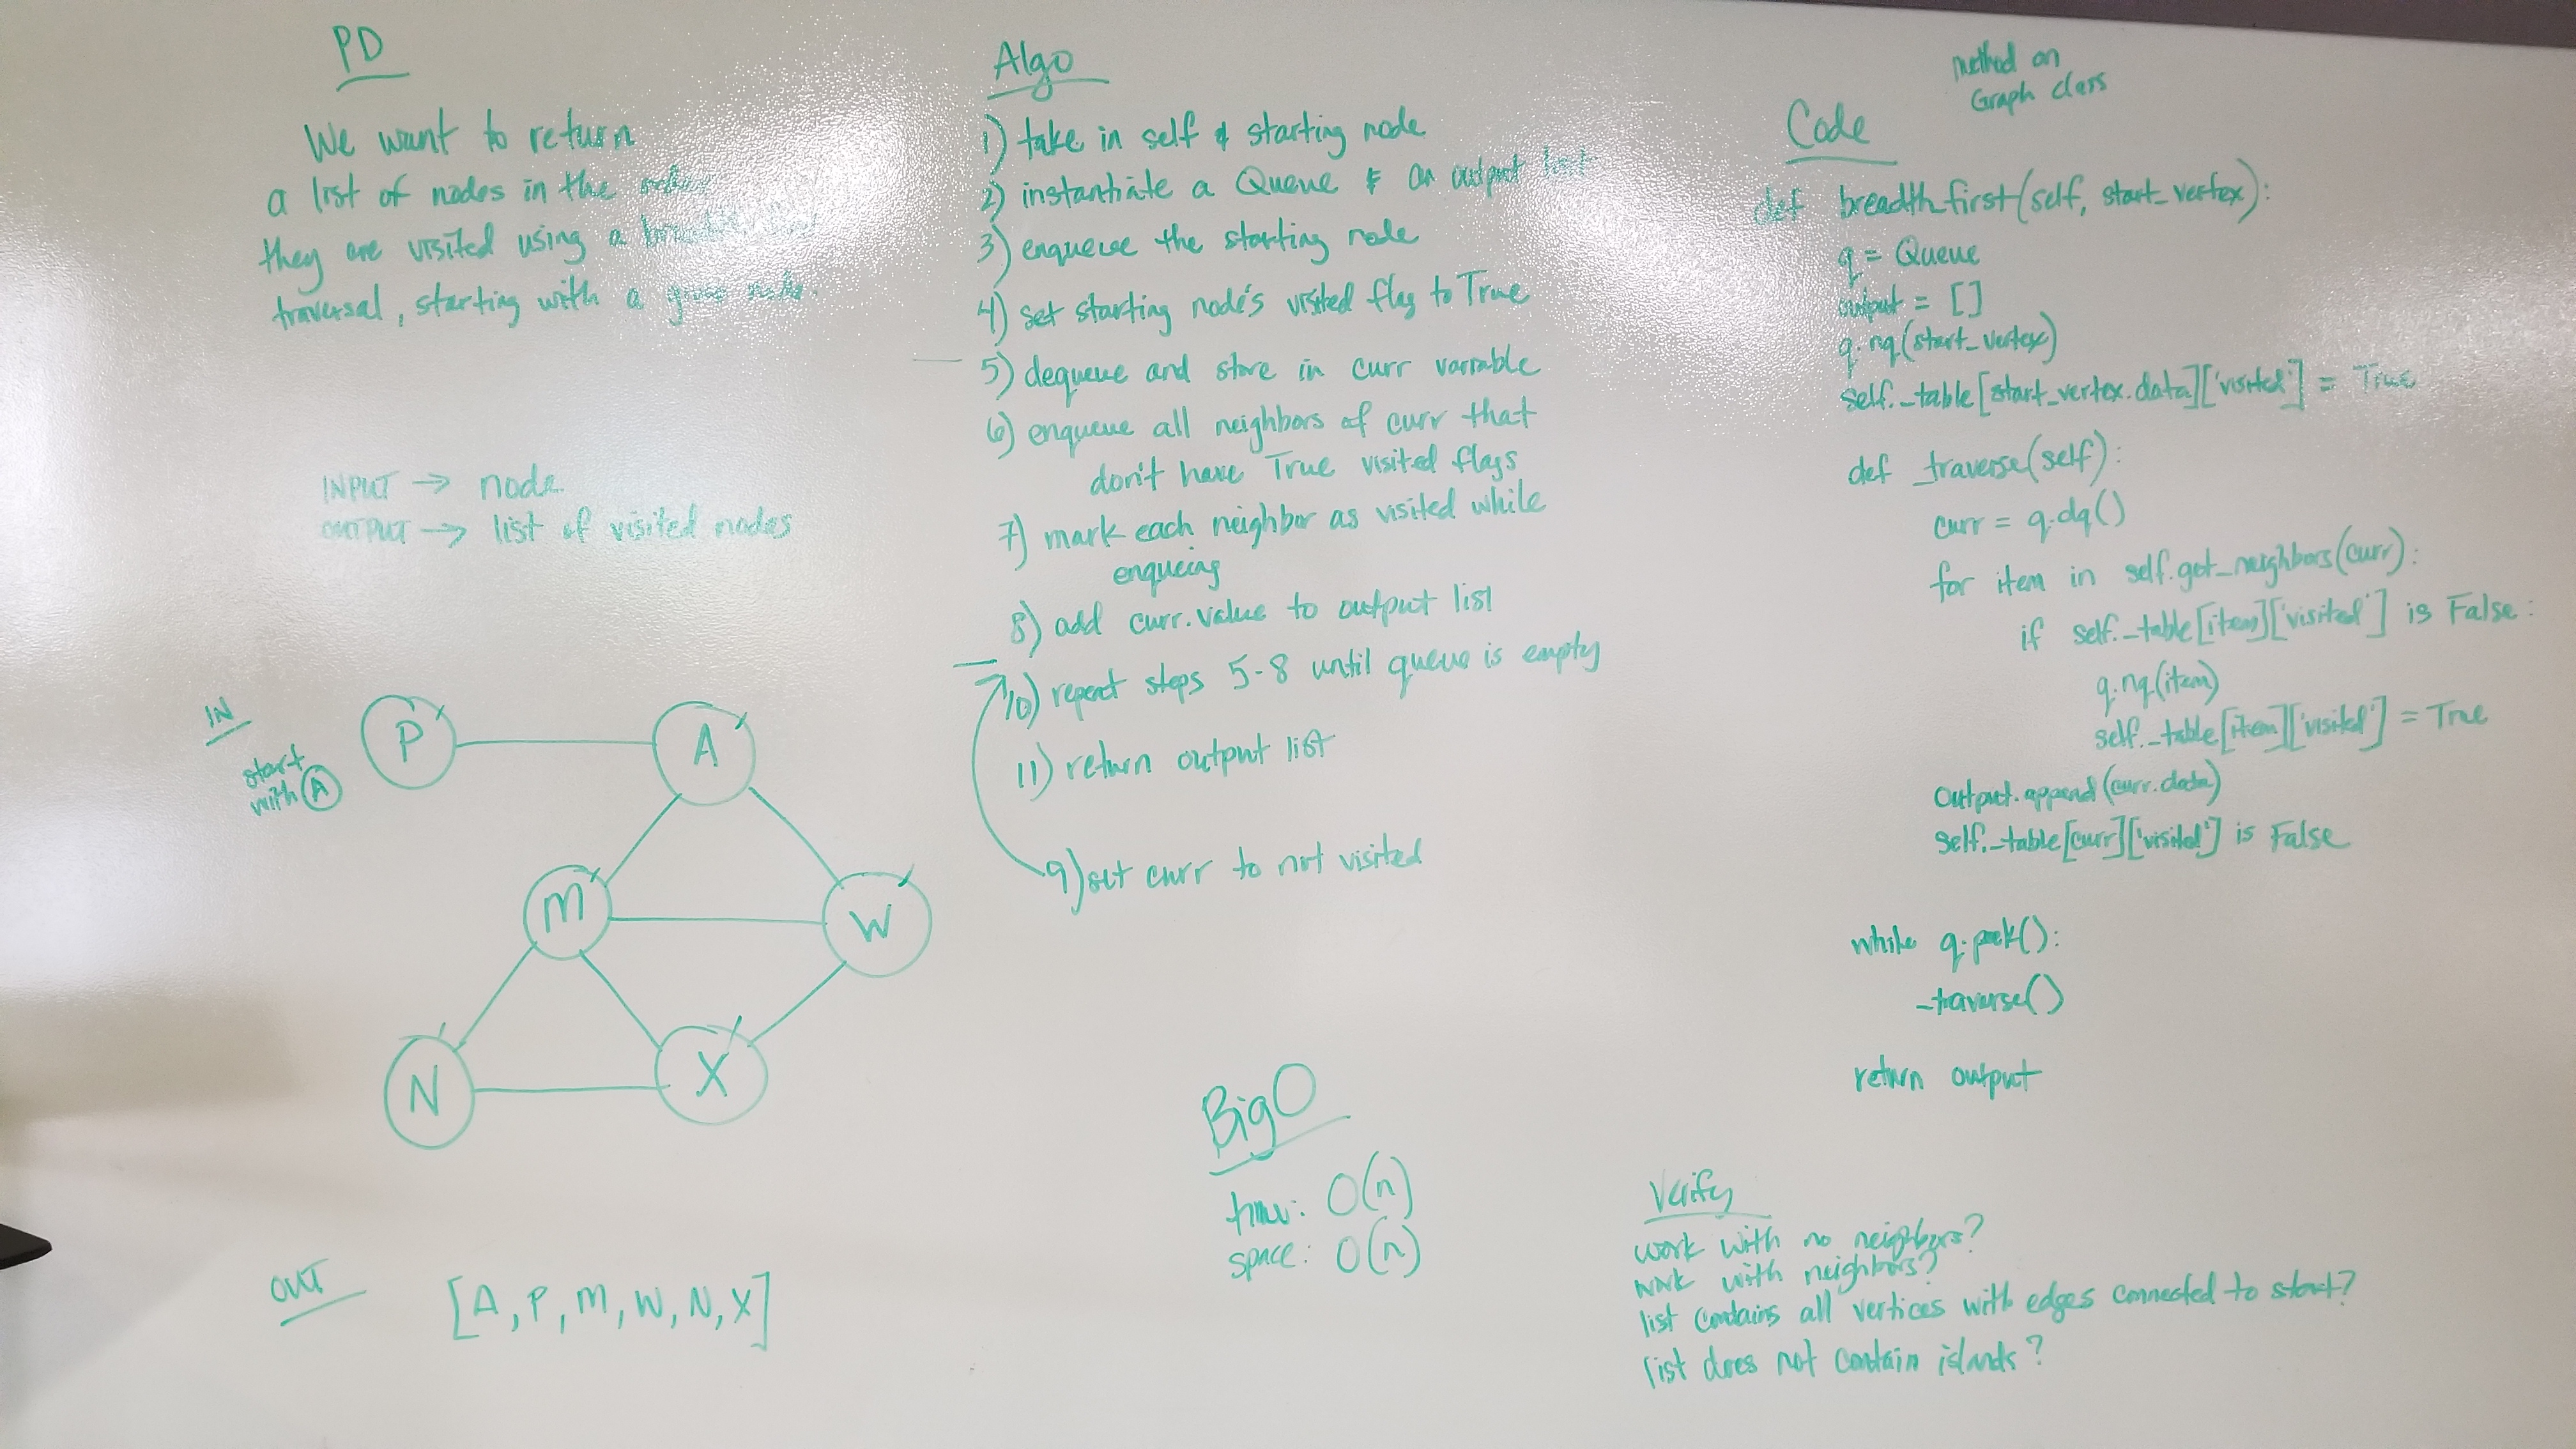 PD
We want to return
a list of nodes in the order
they are visited using a
traversal, starting with a given node.
INPUT → node
OUTPUT → list of visited nodes
IN
start
with A
P
A
M
W
N
X
OUT
[A, P, M, W, N, X]
Algo
1) take in self & starting node
2) instantiate a Queue & an output list
3) enqueue the starting node
4) set starting node's visited flag to True
5) dequeue and store in curr variable
6) enqueue all neighbors of curr that
don't have True visited flags
7) mark each neighbor as visited while
enqueing
8) add curr.value to output list
10) repeat steps 5-8 until queue is empty
11) return output list
9) set curr to not visited
Big O
time: O(n)
space: O(n)
method on
Graph class
Code
def breadth_first(self, start_vertex):
q = Queue
output = []
q.nq(start_vertex)
self._table[start_vertex.data]['visited'] = True
def _traverse(self):
curr = q.dq()
for item in self.get_neighbors(curr):
if self._table[item]['visited'] is False:
q.nq(item)
self._table[item]['visited'] = True
output.append(curr.data)
self._table[curr]['visited'] is False
while q.peek():
_traverse()
return output
Verify
work with no neighbors?
work with neighbors?
list contains all vertices with edges connected to start?
list does not contain islands?